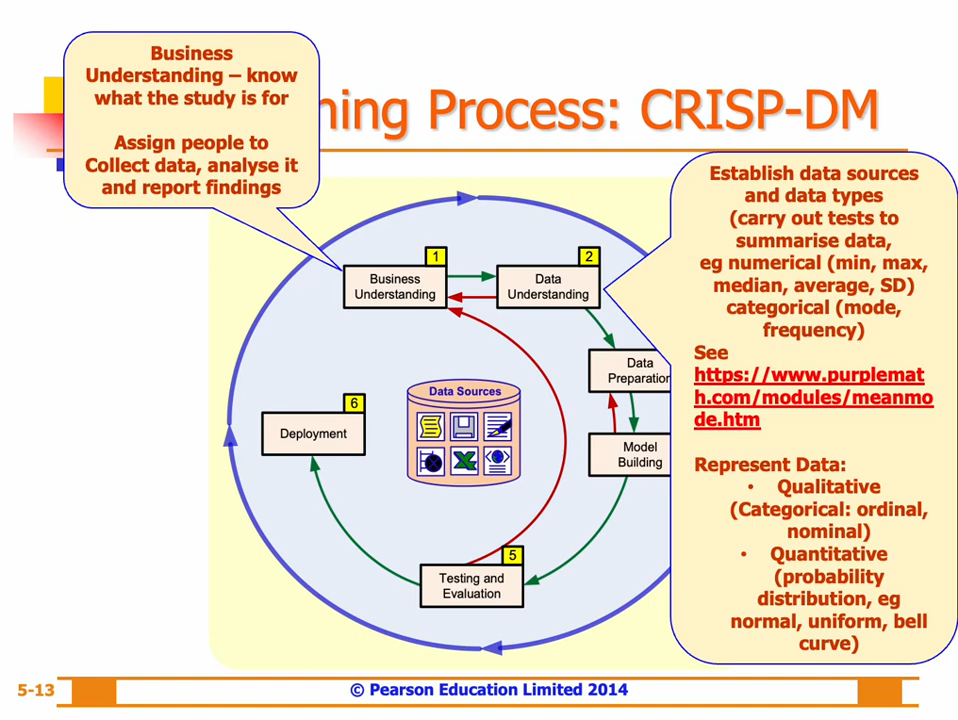 Business
Understanding – know
what the study is for
Assign people to
Collect data, analyse it
and report findings
Process: CRISP-DM
Establish data sources
and data types
(carry out tests to
summarise data,
eg numerical (min, max,
median, average, SD)
categorical (mode,
frequency)
See
https://www.purplemat
h.com/modules/meanmo
de.htm
Represent Data:
• Qualitative
(Categorical: ordinal,
nominal)
• Quantitative
(probability
distribution, eg
normal, uniform, bell
curve)
1
Business
Understanding
2
Data
Understanding
Data
Preparation
Model
Building
5
Testing and
Evaluation
6
Deployment
Data Sources
5-13
© Pearson Education Limited 2014